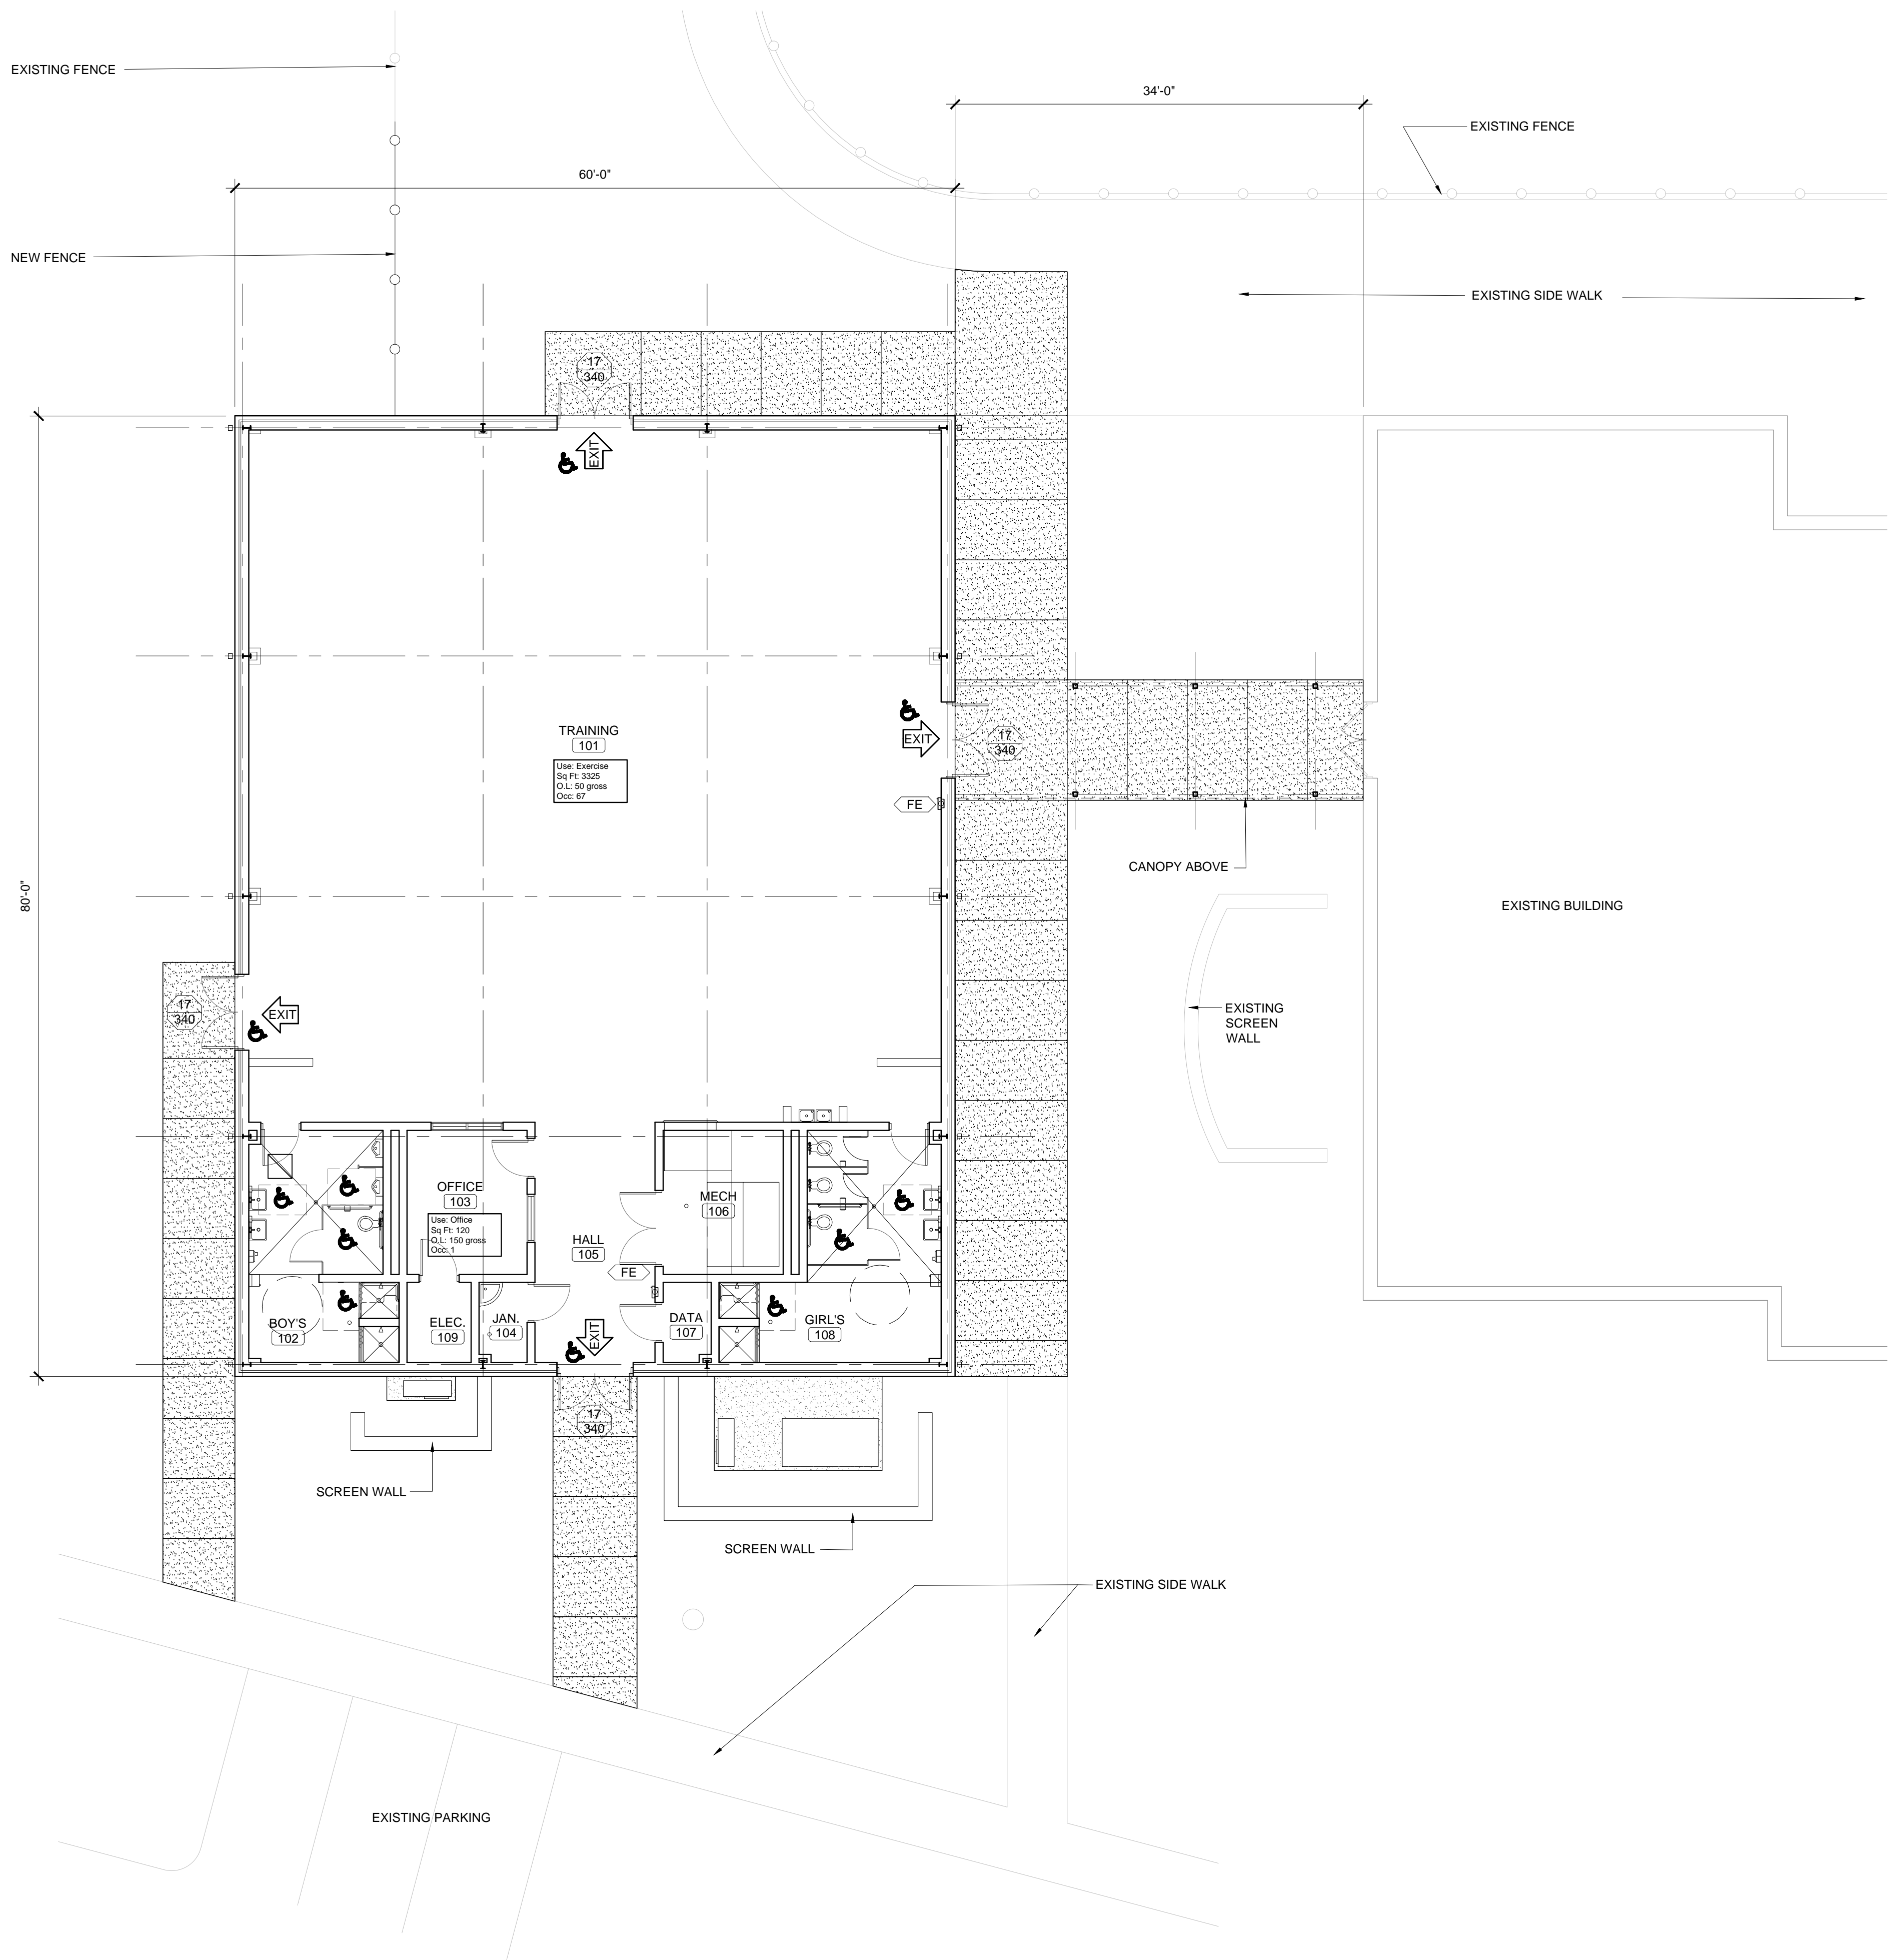 EXISTING FENCE
34'-0"
EXISTING FENCE
60'-0"
NEW FENCE
EXISTING SIDE WALK
17
340
EXIT
TRAINING
101
Use: Exercise
Sq Ft: 3325
O.L: 50 gross
Occ: 67
EXIT
17
340
FE
CANOPY ABOVE
80'-0"
EXISTING BUILDING
17
340
EXIT
EXISTING
SCREEN
WALL
OFFICE
103
Use: Office
Sq Ft: 120
O.L: 150 gross
Occ: 1
MECH
106
HALL
105
FE
BOY'S
102
ELEC.
109
JAN.
104
EXIT
DATA
107
GIRL'S
108
17
340
SCREEN WALL
SCREEN WALL
EXISTING SIDE WALK
EXISTING PARKING